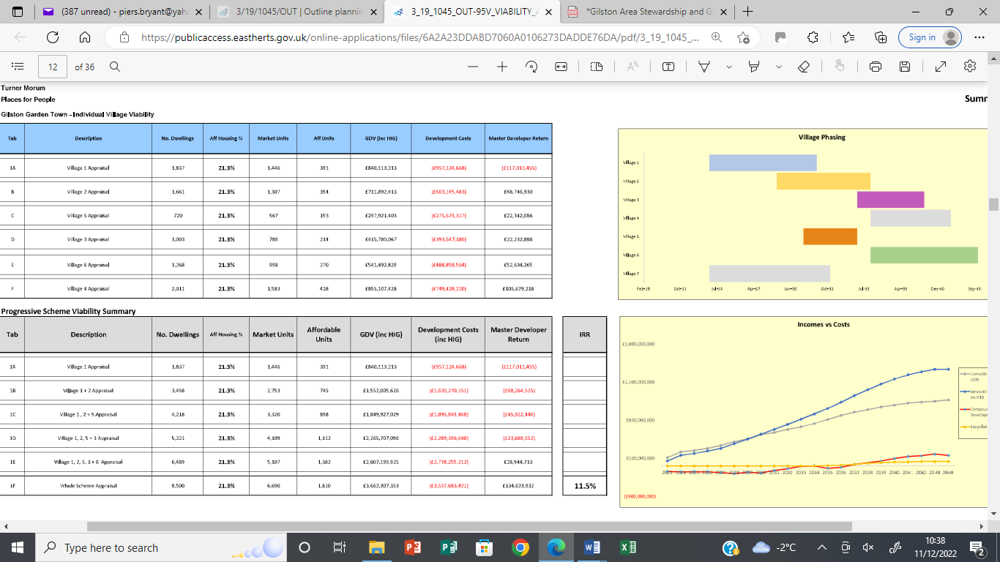 (387 unread) - piers.bryant@yah
3/19/1045/OUT | Outline plannin
3_19_1045_OUT-95V_VIABILITY_
*Gilston Area Stewardship and G
https://publicaccess.eastherts.gov.uk/online-applications/files/6A2A23DDABD7060A0106273DADDE76DA/pdf/3_19_1045_...
Sign in
12 of 36
Turner Morum
Places for People
Summ
Gilston Garden Town - Individual Village Viability
Tab Description No. Dwellings Aff Housing % Market Units Aff Units GDV (inc HIG) Development Costs Master Developer Return
1A Village 1 Appraisal 1,837 21.3% 1,446 391 £840,113,213 (£957,124,668) (£117,011,455)
B Village 2 Appraisal 1,661 21.3% 1,307 354 £711,892,413 (£663,145,483) £48,746,930
C Village 5 Appraisal 720 21.3% 567 153 £297,921,403 (£275,579,317) £22,342,086
D Village 3 Appraisal 1,003 21.3% 789 214 £415,780,067 (£393,547,180) £22,232,888
E Village 6 Appraisal 1,268 21.3% 998 270 £541,492,829 (£488,858,564) £52,634,265
F Village 4 Appraisal 2,011 21.3% 1,583 428 £855,107,428 (£749,428,210) £105,679,218
Village Phasing
Village 1
Village 2
Village 3
Village 4
Village 5
Village 6
Village 7
Feb-19 Oct-21 Jul-24 Apr-27 Jan-30 Oct-32 Jul-35 Apr-38 Dec-40 Sep-43
Progressive Scheme Viability Summary
Tab Description No. Dwellings Aff Housing % Market Units Affordable Units GDV (inc HIG) Development Costs (inc HIG) Master Developer Return IRR
1A Village 1 Appraisal 1,837 21.3% 1,446 391 £840,113,213 (£957,124,668) (£117,011,455)
1B Village 1 + 2 Appraisal 3,498 21.3% 2,753 745 £1,552,005,626 (£1,620,270,151) (£68,264,525)
1C Village 1 , 2 + 5 Appraisal 4,218 21.3% 3,320 898 £1,849,927,029 (£1,895,849,468) (£45,922,440)
1D Village 1, 2, 5 + 3 Appraisal 5,221 21.3% 4,109 1,112 £2,265,707,096 (£2,289,396,648) (£23,689,552)
1E Village 1, 2, 5, 3 + 6 Appraisal 6,489 21.3% 5,107 1,382 £2,807,199,925 (£2,778,255,212) £28,944,713
1F Whole Scheme Appraisal 8,500 21.3% 6,690 1,810 £3,662,307,353 (£3,527,683,421) £134,623,932 11.5%
Incomes vs Costs
£1,600,000,000
£1,100,000,000
£600,000,000
£100,000,000
(£400,000,000)
2023 2024 2025 2026 2027 2028 2029 2030 2031 2032 2033 2034 2035 2036 2037 2038 2039 2040 2041 2042 2043 2044
Serviced
inc HIG
Develope
Recycled
Type here to search
-2°C
10:38
11/12/2022
2